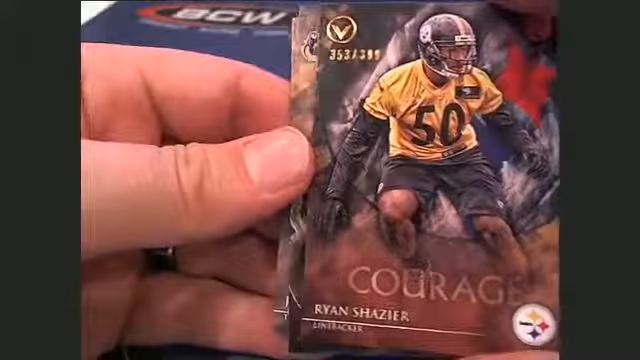 BCW
V
353/399
50
COURAGE
RYAN SHAZIER
LINEBACKER